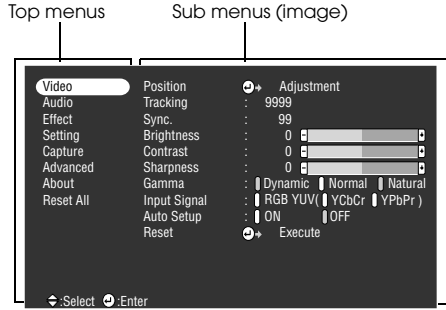 Top menus Sub menus (image)
Video Position Adjustment
Audio Tracking : 9999
Effect Sync. : 99
Setting Brightness : 0
Capture Contrast : 0
Advanced Sharpness : 0
About Gamma : Dynamic Normal Natural
Reset All Input Signal : RGB YUV( YCbCr YPbPr )
Auto Setup : ON OFF
Reset Execute
:Select :Enter